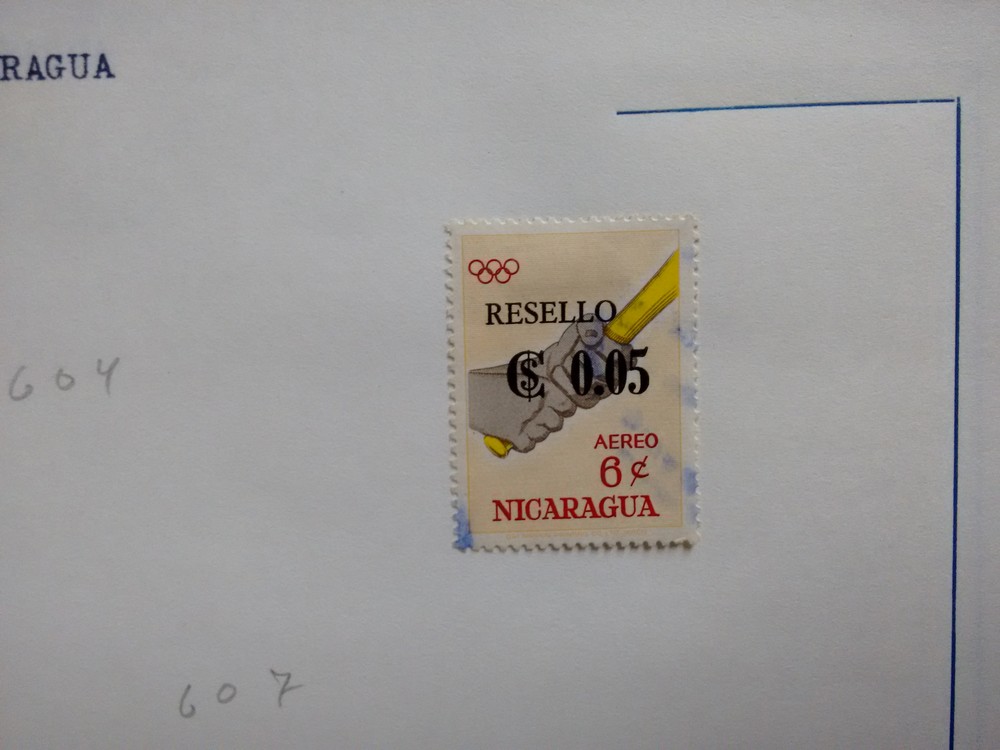 RAGUA
RESELLO
C$ 0.05
604
AEREO
6¢
NICARAGUA
607